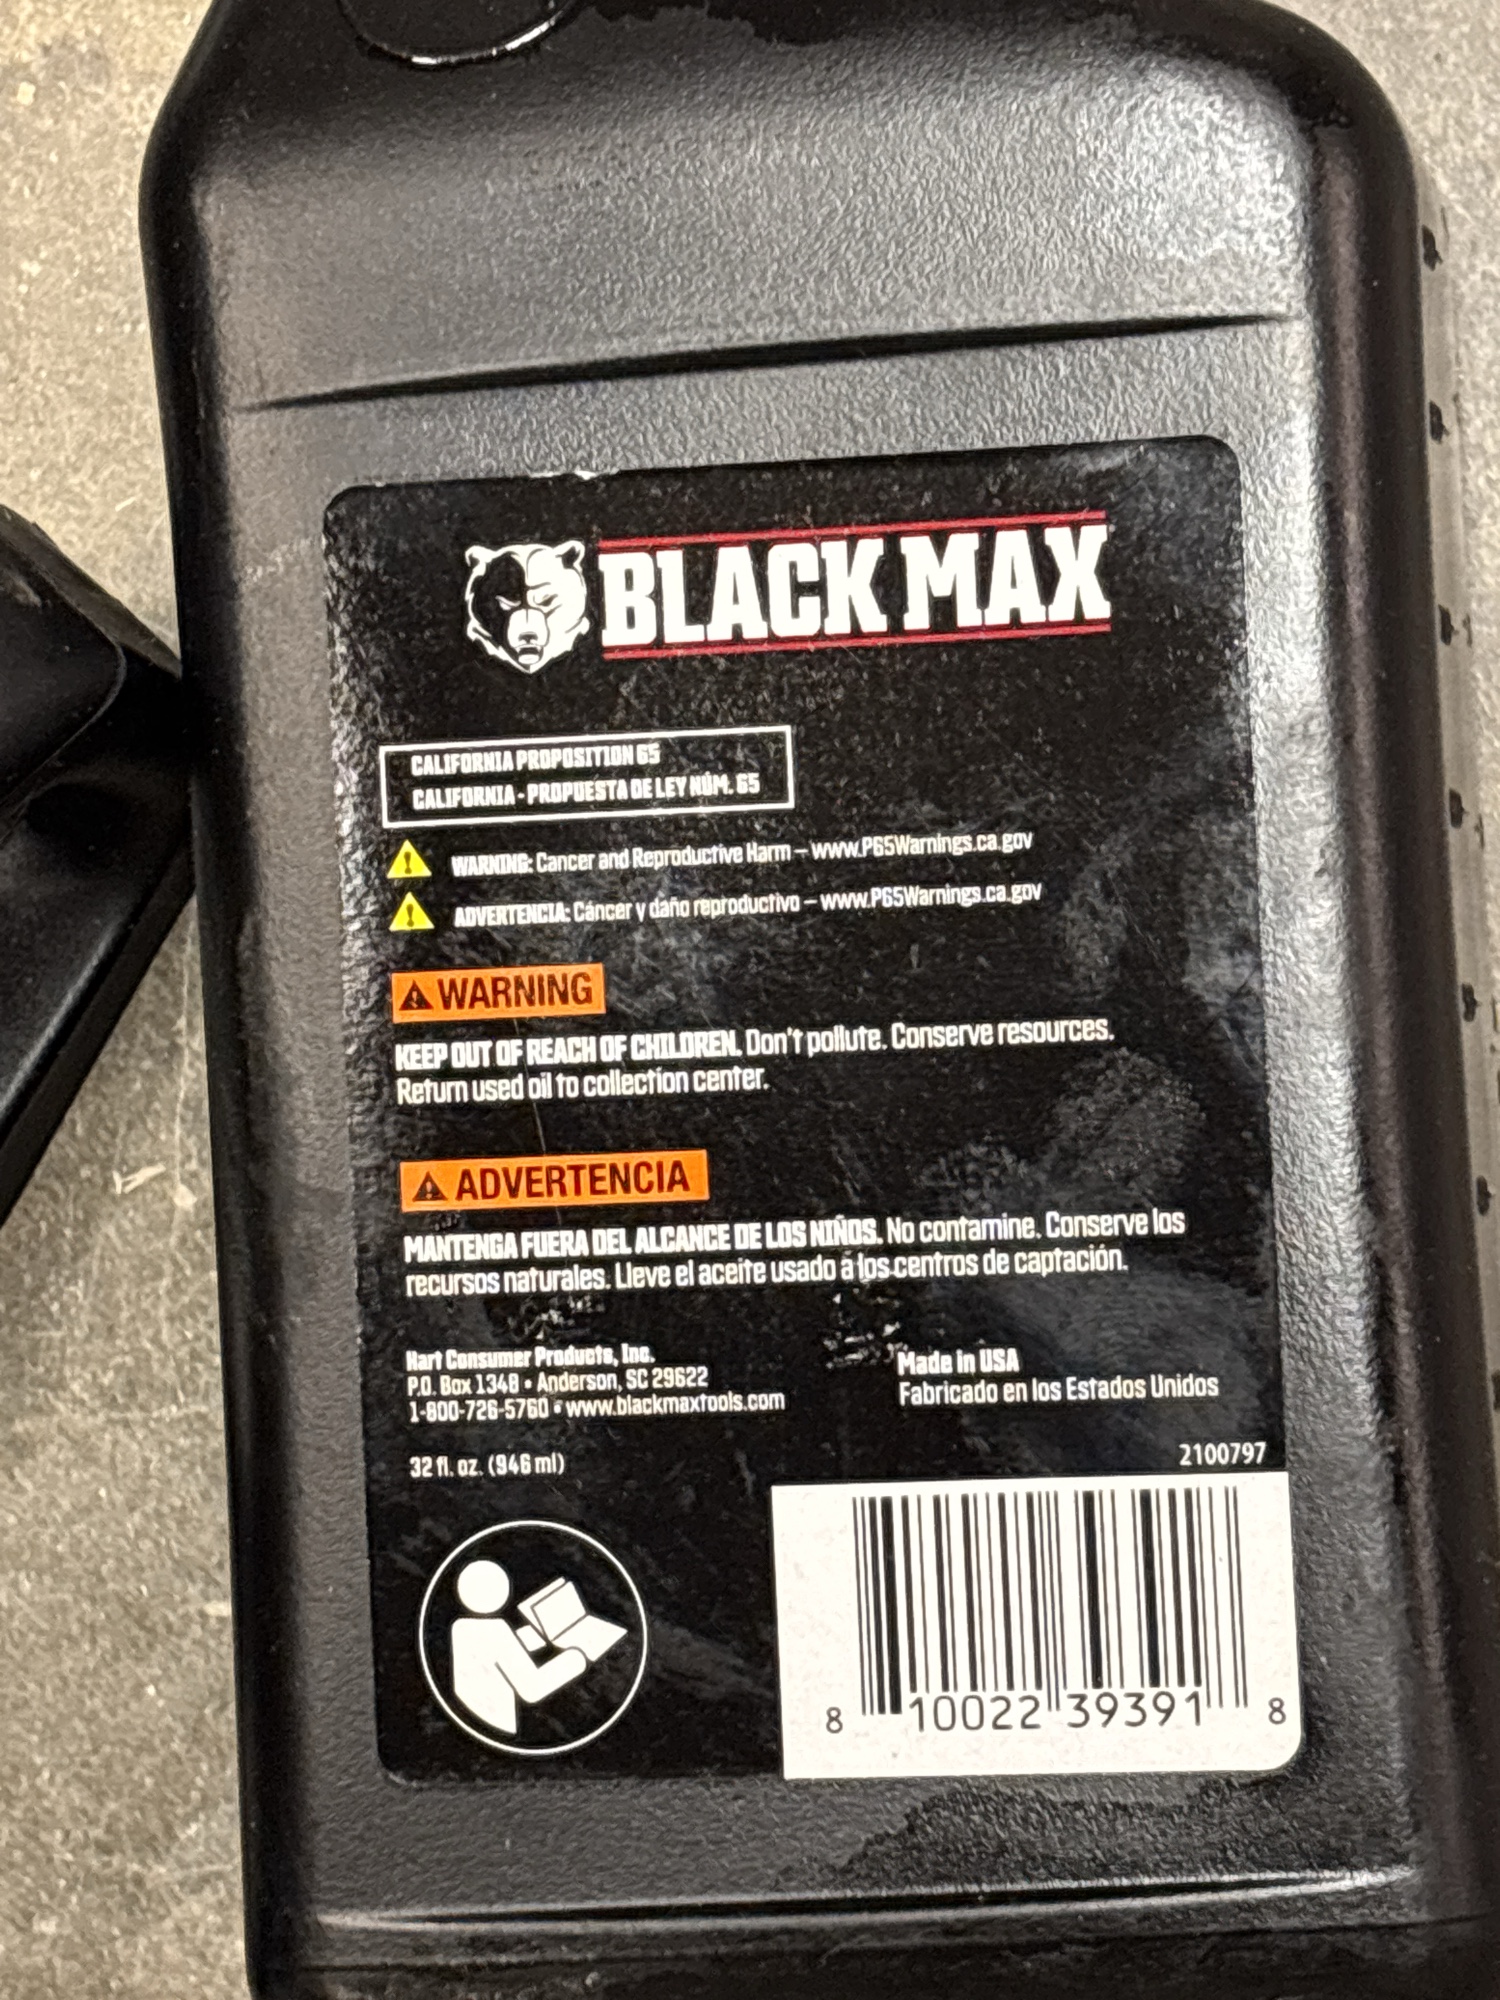 BLACK MAX
CALIFORNIA PROPOSITION 65
CALIFORNIA - PROPUESTA DE LEY NÚM. 65
WARNING: Cancer and Reproductive Harm – www.P65Warnings.ca.gov
ADVERTENCIA: Cáncer y daño reproductivo – www.P65Warnings.ca.gov
WARNING
KEEP OUT OF REACH OF CHILDREN. Don't pollute. Conserve resources.
Return used oil to collection center.
ADVERTENCIA
MANTENGA FUERA DEL ALCANCE DE LOS NIÑOS. No contamine. Conserve los
recursos naturales. Lleve el aceite usado a los centros de captación.
Hart Consumer Products, Inc.
P.O. Box 1348 • Anderson, SC 29622
1-800-726-5760 • www.blackmaxtools.com
Made in USA
Fabricado en los Estados Unidos
32 fl. oz. (946 ml)
2100797
8 10022 39391 8